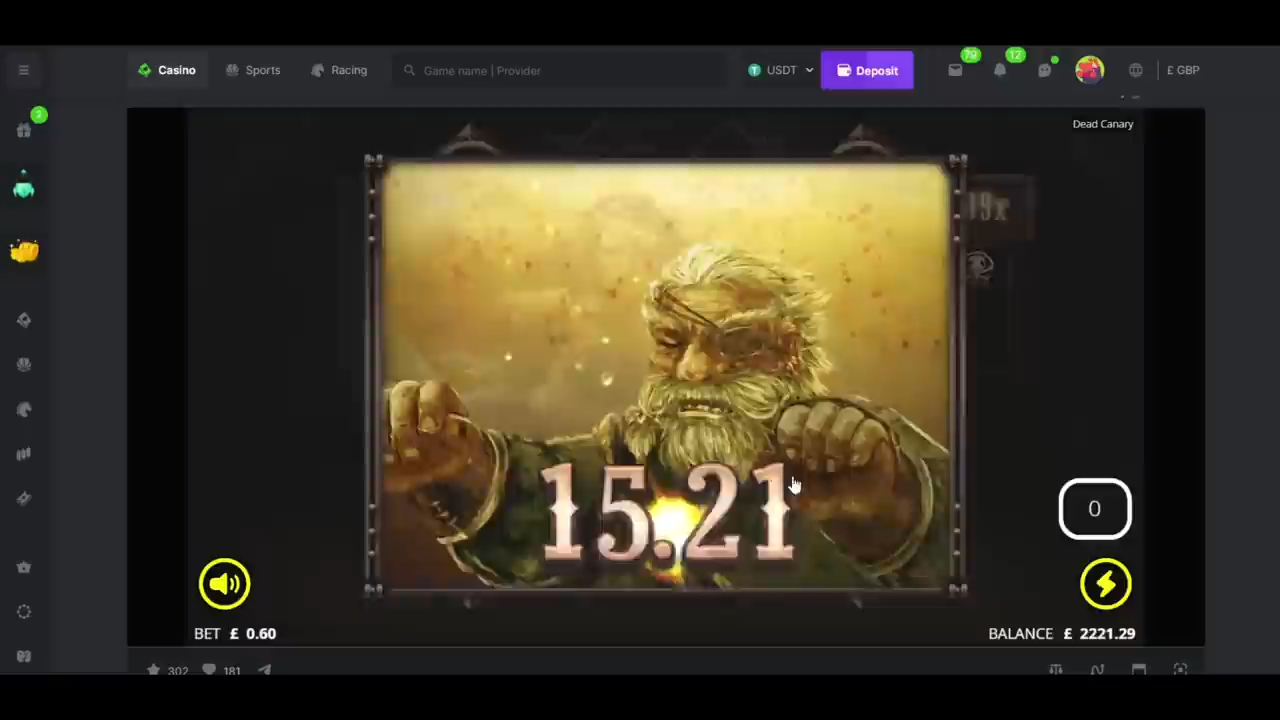 Casino
Sports
Racing
Game name | Provider
USDT
Deposit
79
12
£ GBP
2
Dead Canary
19x
15.21
0
BET £ 0.60
BALANCE £ 2221.29
302
181